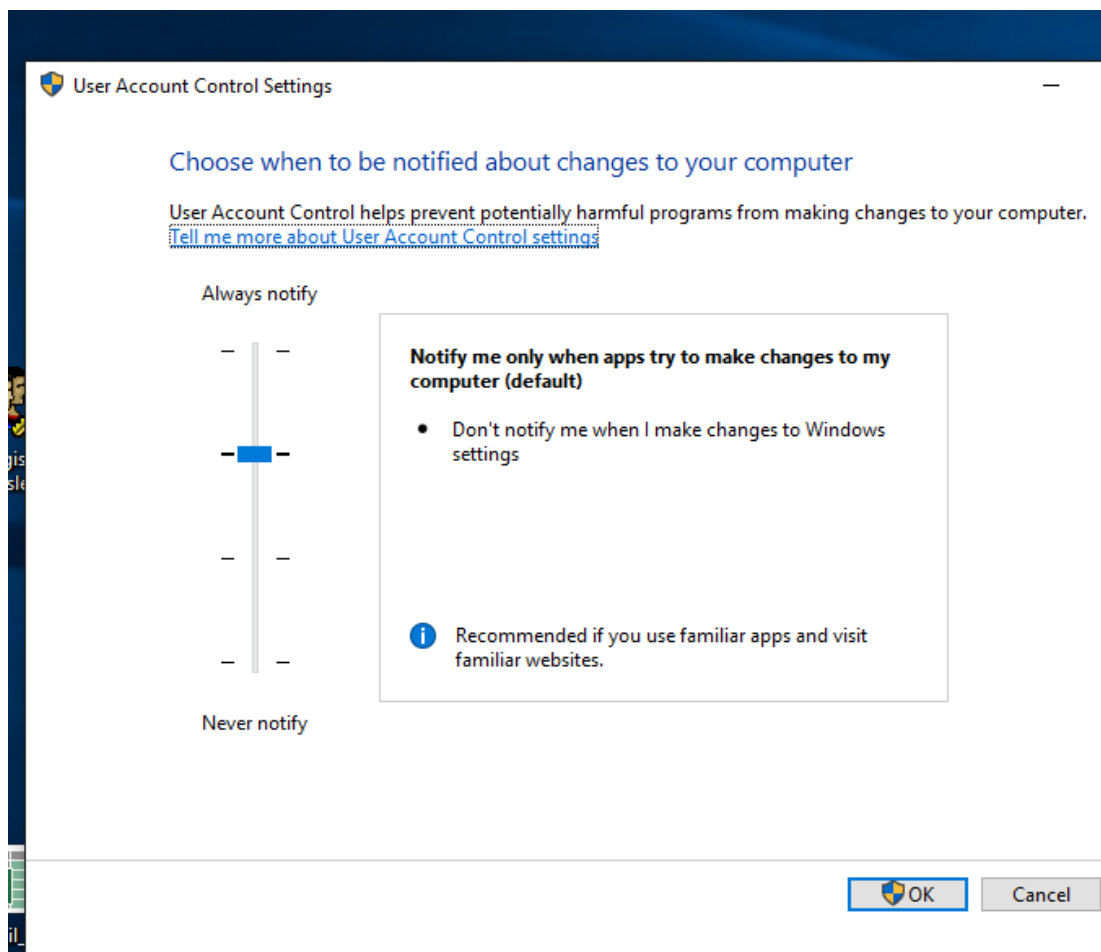 User Account Control Settings
Choose when to be notified about changes to your computer
User Account Control helps prevent potentially harmful programs from making changes to your computer.
Tell me more about User Account Control settings
Always notify
Notify me only when apps try to make changes to my
computer (default)
Don't notify me when I make changes to Windows
settings
Recommended if you use familiar apps and visit
familiar websites.
Never notify
OK
Cancel